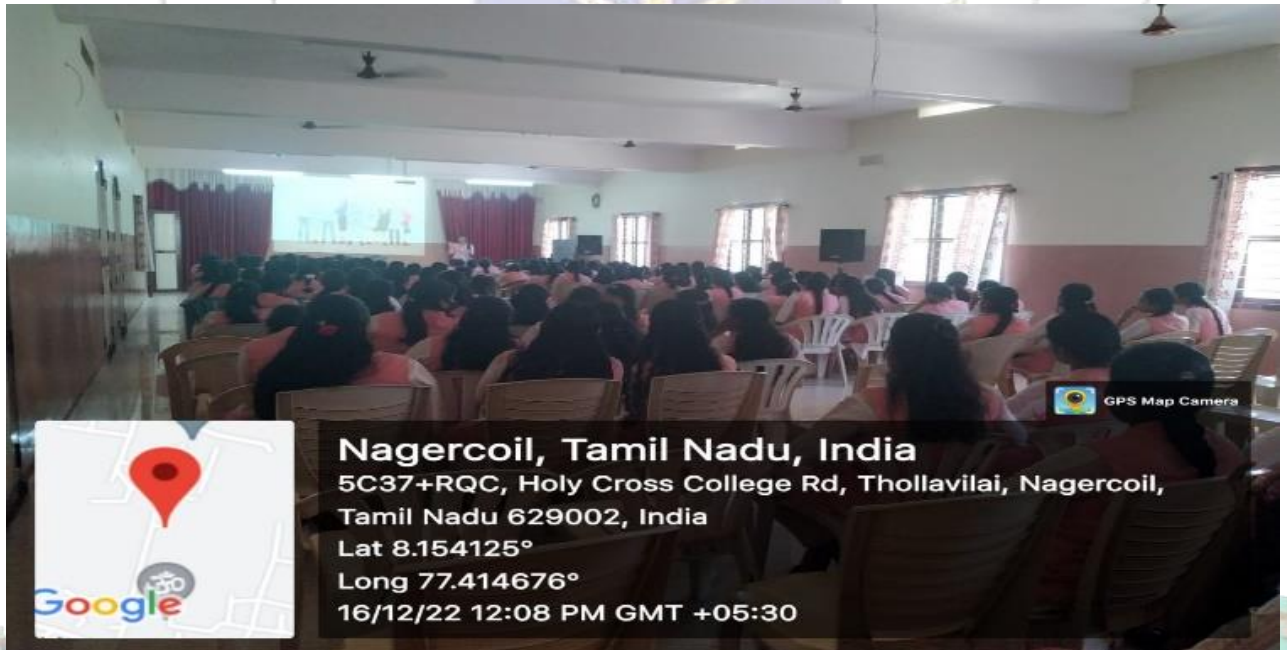 GPS Map Camera
Nagercoil, Tamil Nadu, India
5C37+RQC, Holy Cross College Rd, Thollavilai, Nagercoil,
Tamil Nadu 629002, India
Lat 8.154125°
Long 77.414676°
16/12/22 12:08 PM GMT +05:30
Google